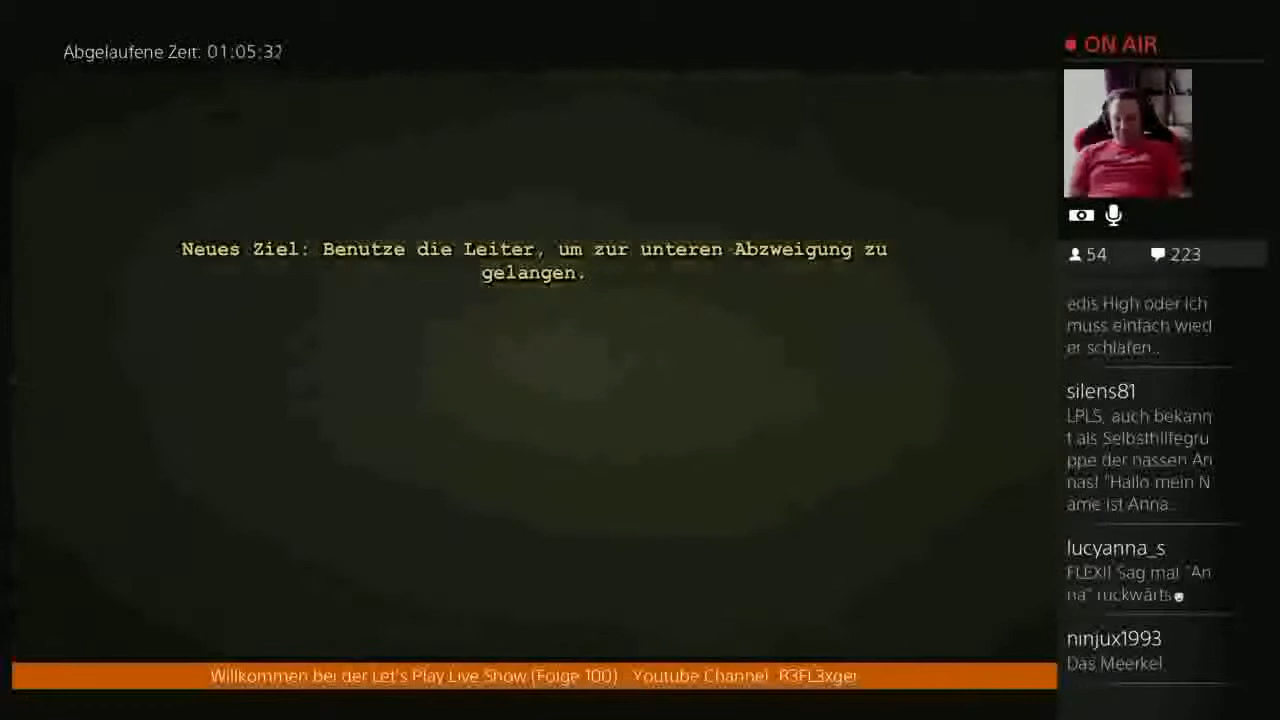 Abgelaufene Zeit: 01:05:32
ON AIR
Neues Ziel: Benutze die Leiter, um zur unteren Abzweigung zu
gelangen.
54 223
edis High oder ich
muss einfach wied
er schlafen..
silens81
LPLS, auch bekann
t als Selbsthilfegru
ppe der nassen An
nas! "Hallo mein N
ame ist Anna..
lucyanna_s
FLEX!! Sag mal "An
na" rückwärts
ninjux1993
Das Meerkel.
Willkommen bei der Let's Play Live Show (Folge 100) - Youtube Channel: R3FL3xger